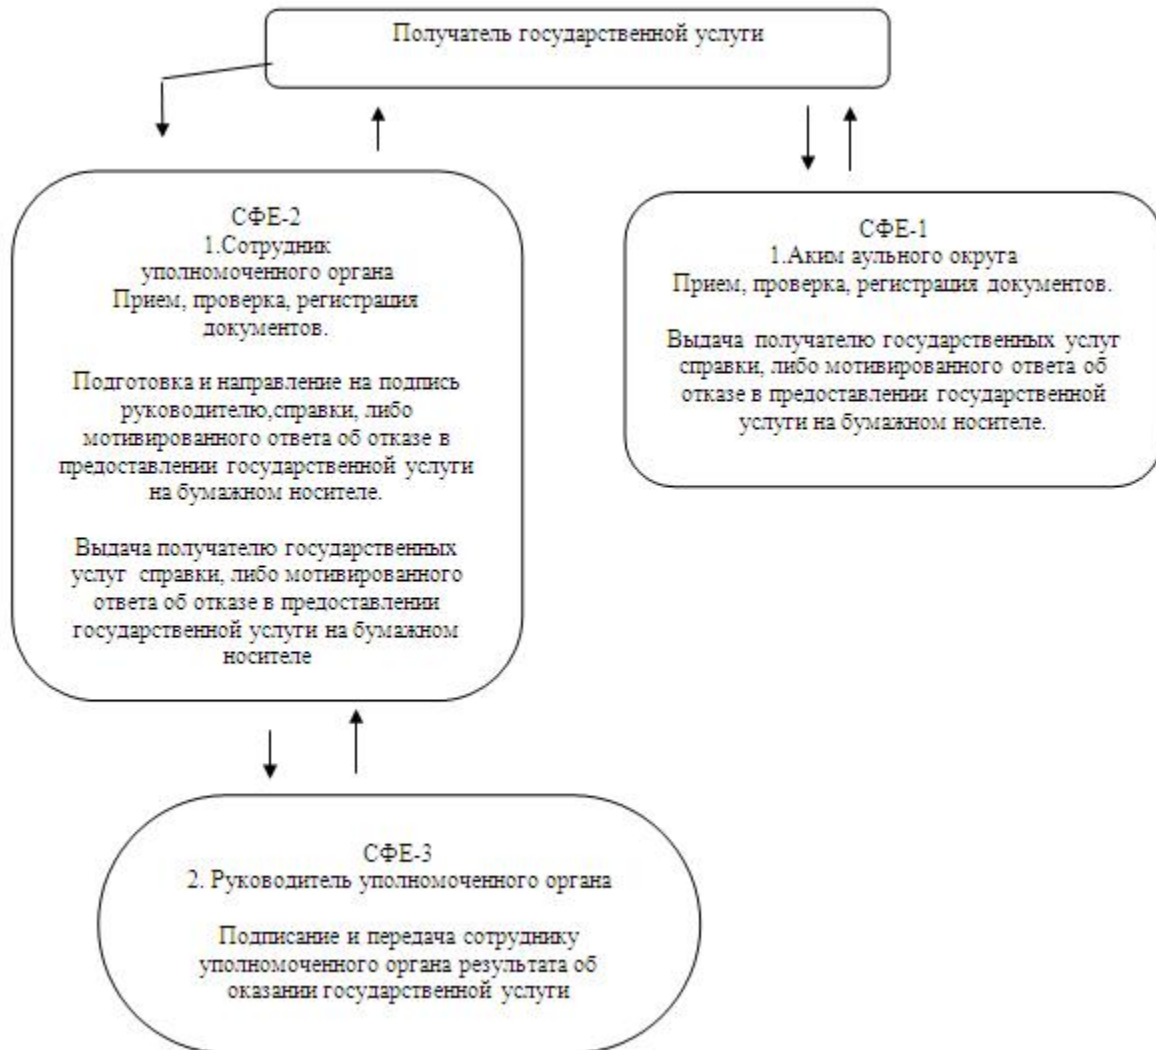 Получатель государственной услуги
СФЕ-2
1.Сотрудник
уполномоченного органа
Прием, проверка, регистрация
документов.
Подготовка и направление на подпись
руководителю,справки, либо
мотивированного ответа об отказе в
предоставлении государственной услуги
на бумажном носителе.
Выдача получателю государственных
услуг справки, либо мотивированного
ответа об отказе в предоставлении
государственной услуги на бумажном
носителе
СФЕ-1
1.Аким аульного округа
Прием, проверка, регистрация документов.
Выдача получателю государственных услуг
справки, либо мотивированного ответа об
отказе в предоставлении государственной
услуги на бумажном носителе.
СФЕ-3
2. Руководитель уполномоченного органа
Подписание и передача сотруднику
уполномоченного органа результата об
оказании государственной услуги